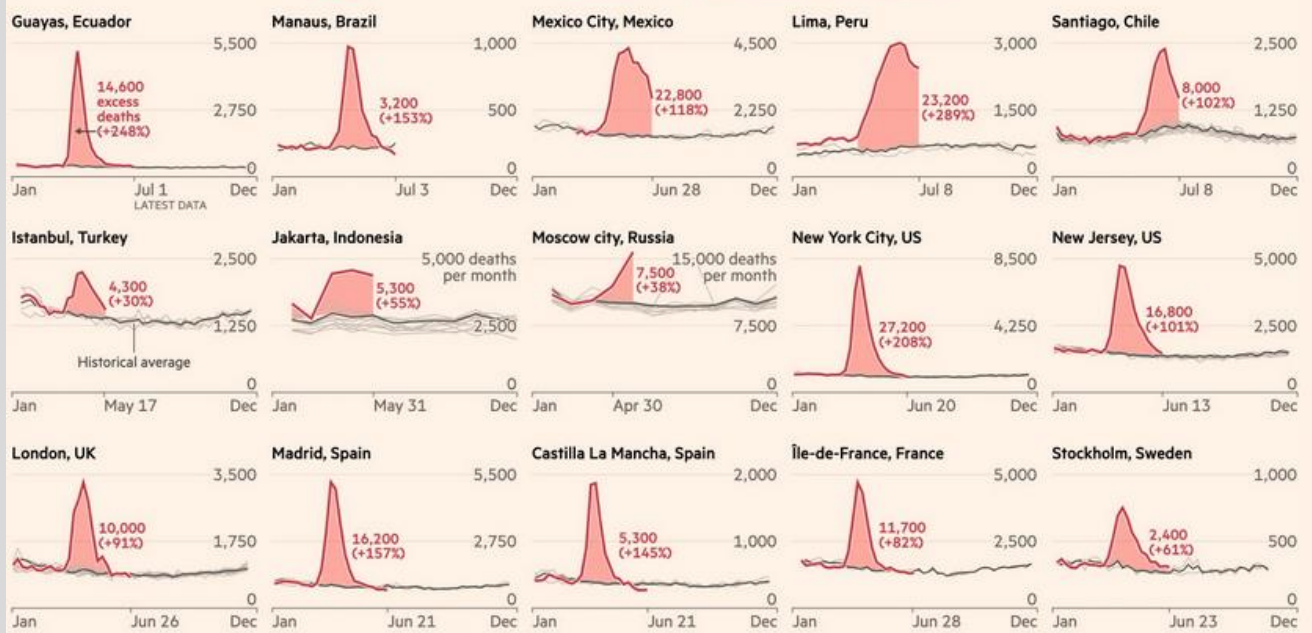 Guayas, Ecuador
5,500
14,600
excess
deaths
(+248%)
2,750
0
Jan
Jul 1
Dec
LATEST DATA
Manaus, Brazil
1,000
3,200
(+153%)
500
0
Jan
Jul 3
Dec
Mexico City, Mexico
4,500
22,800
(+118%)
2,250
0
Jan
Jun 28
Dec
Lima, Peru
3,000
23,200
(+289%)
1,500
0
Jan
Jul 8
Dec
Santiago, Chile
2,500
8,000
(+102%)
1,250
0
Jan
Jul 8
Dec
Istanbul, Turkey
2,500
4,300
(+30%)
1,250
Historical average
0
Jan
May 17
Dec
Jakarta, Indonesia
5,000 deaths
per month
5,300
(+55%)
2,500
0
Jan
May 31
Dec
Moscow city, Russia
15,000 deaths
per month
7,500
(+38%)
7,500
0
Jan
Apr 30
Dec
New York City, US
8,500
27,200
(+208%)
4,250
0
Jan
Jun 20
Dec
New Jersey, US
5,000
16,800
(+101%)
2,500
0
Jan
Jun 13
Dec
London, UK
3,500
10,000
(+91%)
1,750
0
Jan
Jun 26
Dec
Madrid, Spain
5,500
16,200
(+157%)
2,750
0
Jan
Jun 21
Dec
Castilla La Mancha, Spain
2,000
5,300
(+145%)
1,000
0
Jan
Jun 21
Dec
Île-de-France, France
5,000
11,700
(+82%)
2,500
0
Jan
Jun 28
Dec
Stockholm, Sweden
1,000
2,400
(+61%)
500
0
Jan
Jun 23
Dec